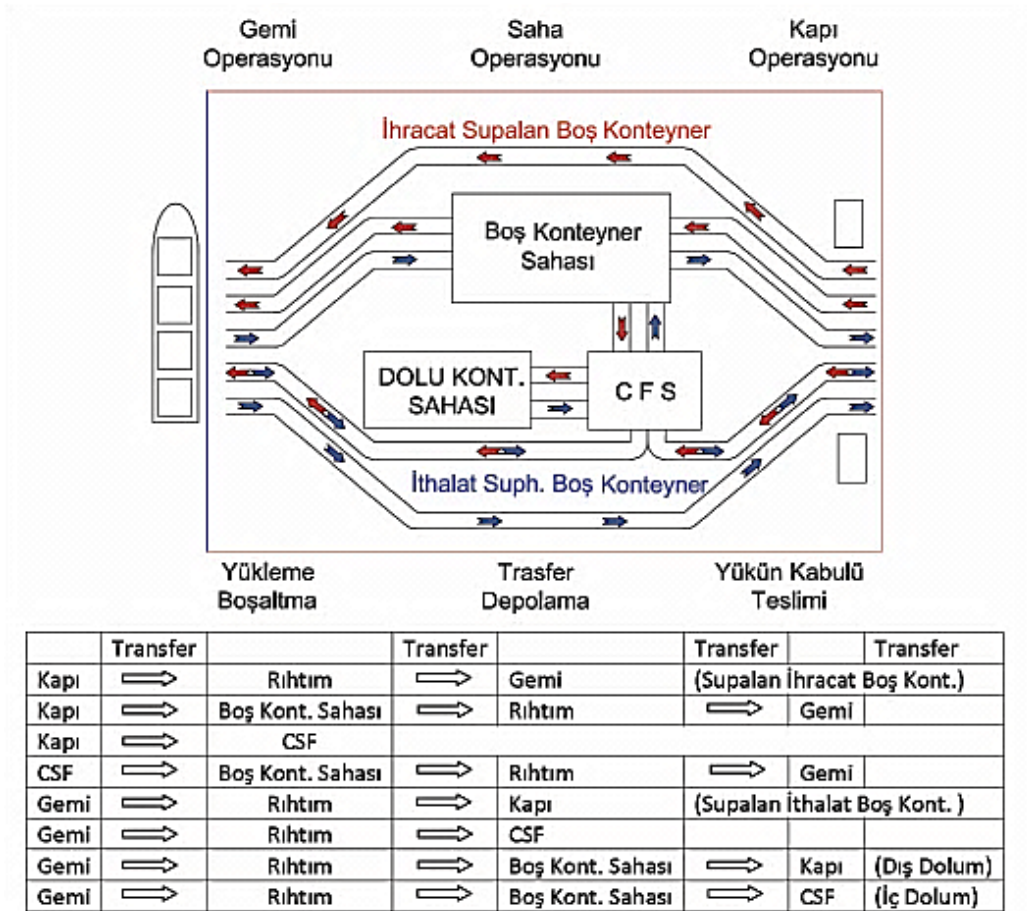 Gemi
Operasyonu
Saha
Operasyonu
Kapı
Operasyonu
İhracat Supalan Boş Konteyner
Boş Konteyner
Sahası
DOLU KONT.
SAHASI
C F S
İthalat Suph. Boş Konteyner
Yükleme
Boşaltma
Trasfer
Depolama
Yükün Kabulü
Teslimi
Transfer Transfer Transfer Transfer
Kapı Rıhtım Gemi (Supalan İhracat Boş Kont.)
Kapı Boş Kont. Sahası Rıhtım Gemi
Kapı CSF
CSF Boş Kont. Sahası Rıhtım Gemi
Gemi Rıhtım Kapı (Supalan İthalat Boş Kont. )
Gemi Rıhtım CSF
Gemi Rıhtım Boş Kont. Sahası Kapı (Dış Dolum)
Gemi Rıhtım Boş Kont. Sahası CSF (İç Dolum)